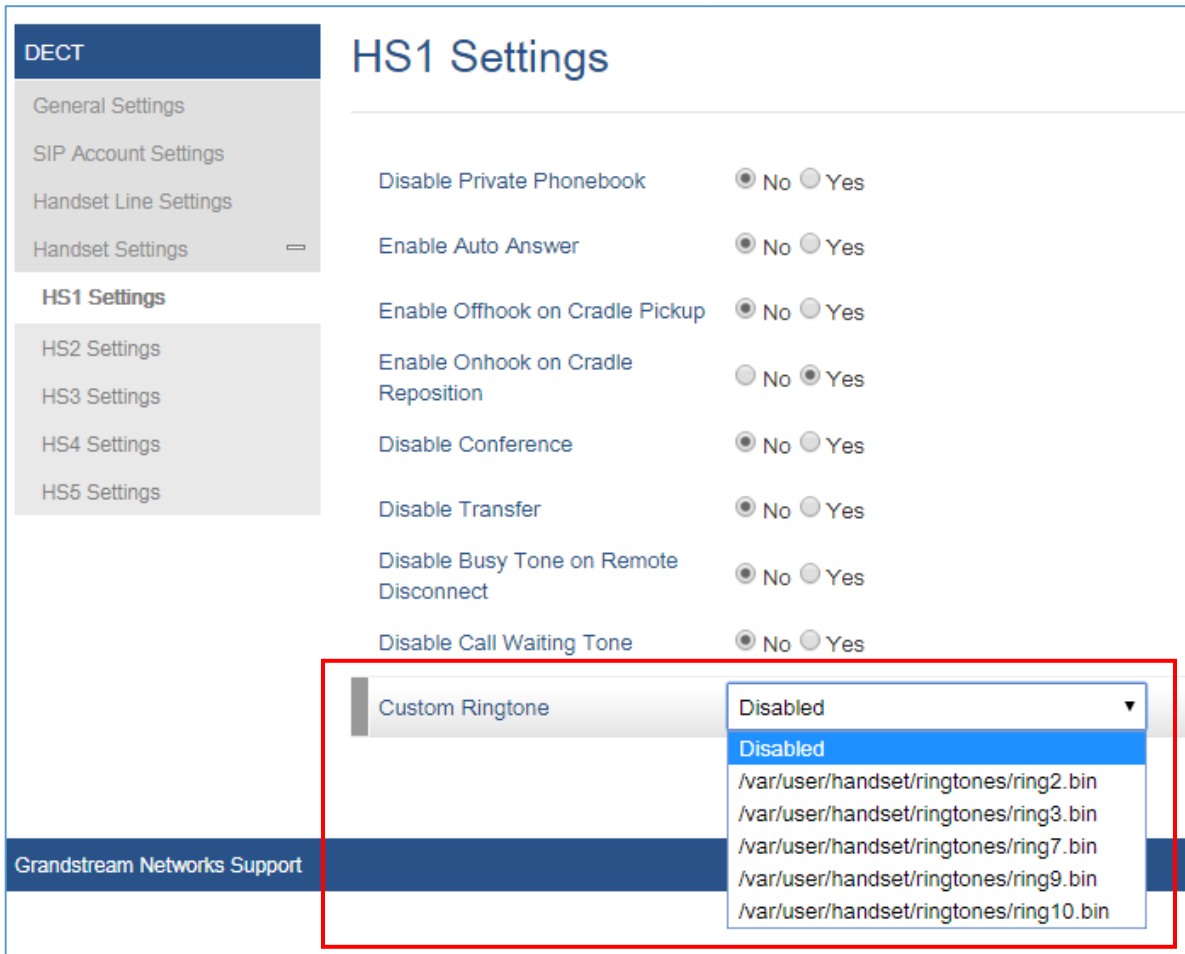 DECT
General Settings
SIP Account Settings
Handset Line Settings
Handset Settings
HS1 Settings
HS2 Settings
HS3 Settings
HS4 Settings
HS5 Settings
HS1 Settings
Disable Private Phonebook No Yes
Enable Auto Answer No Yes
Enable Offhook on Cradle Pickup No Yes
Enable Onhook on Cradle
Reposition No Yes
Disable Conference No Yes
Disable Transfer No Yes
Disable Busy Tone on Remote
Disconnect No Yes
Disable Call Waiting Tone No Yes
Custom Ringtone Disabled
Disabled
/var/user/handset/ringtones/ring2.bin
/var/user/handset/ringtones/ring3.bin
/var/user/handset/ringtones/ring7.bin
/var/user/handset/ringtones/ring9.bin
/var/user/handset/ringtones/ring10.bin
Grandstream Networks Support